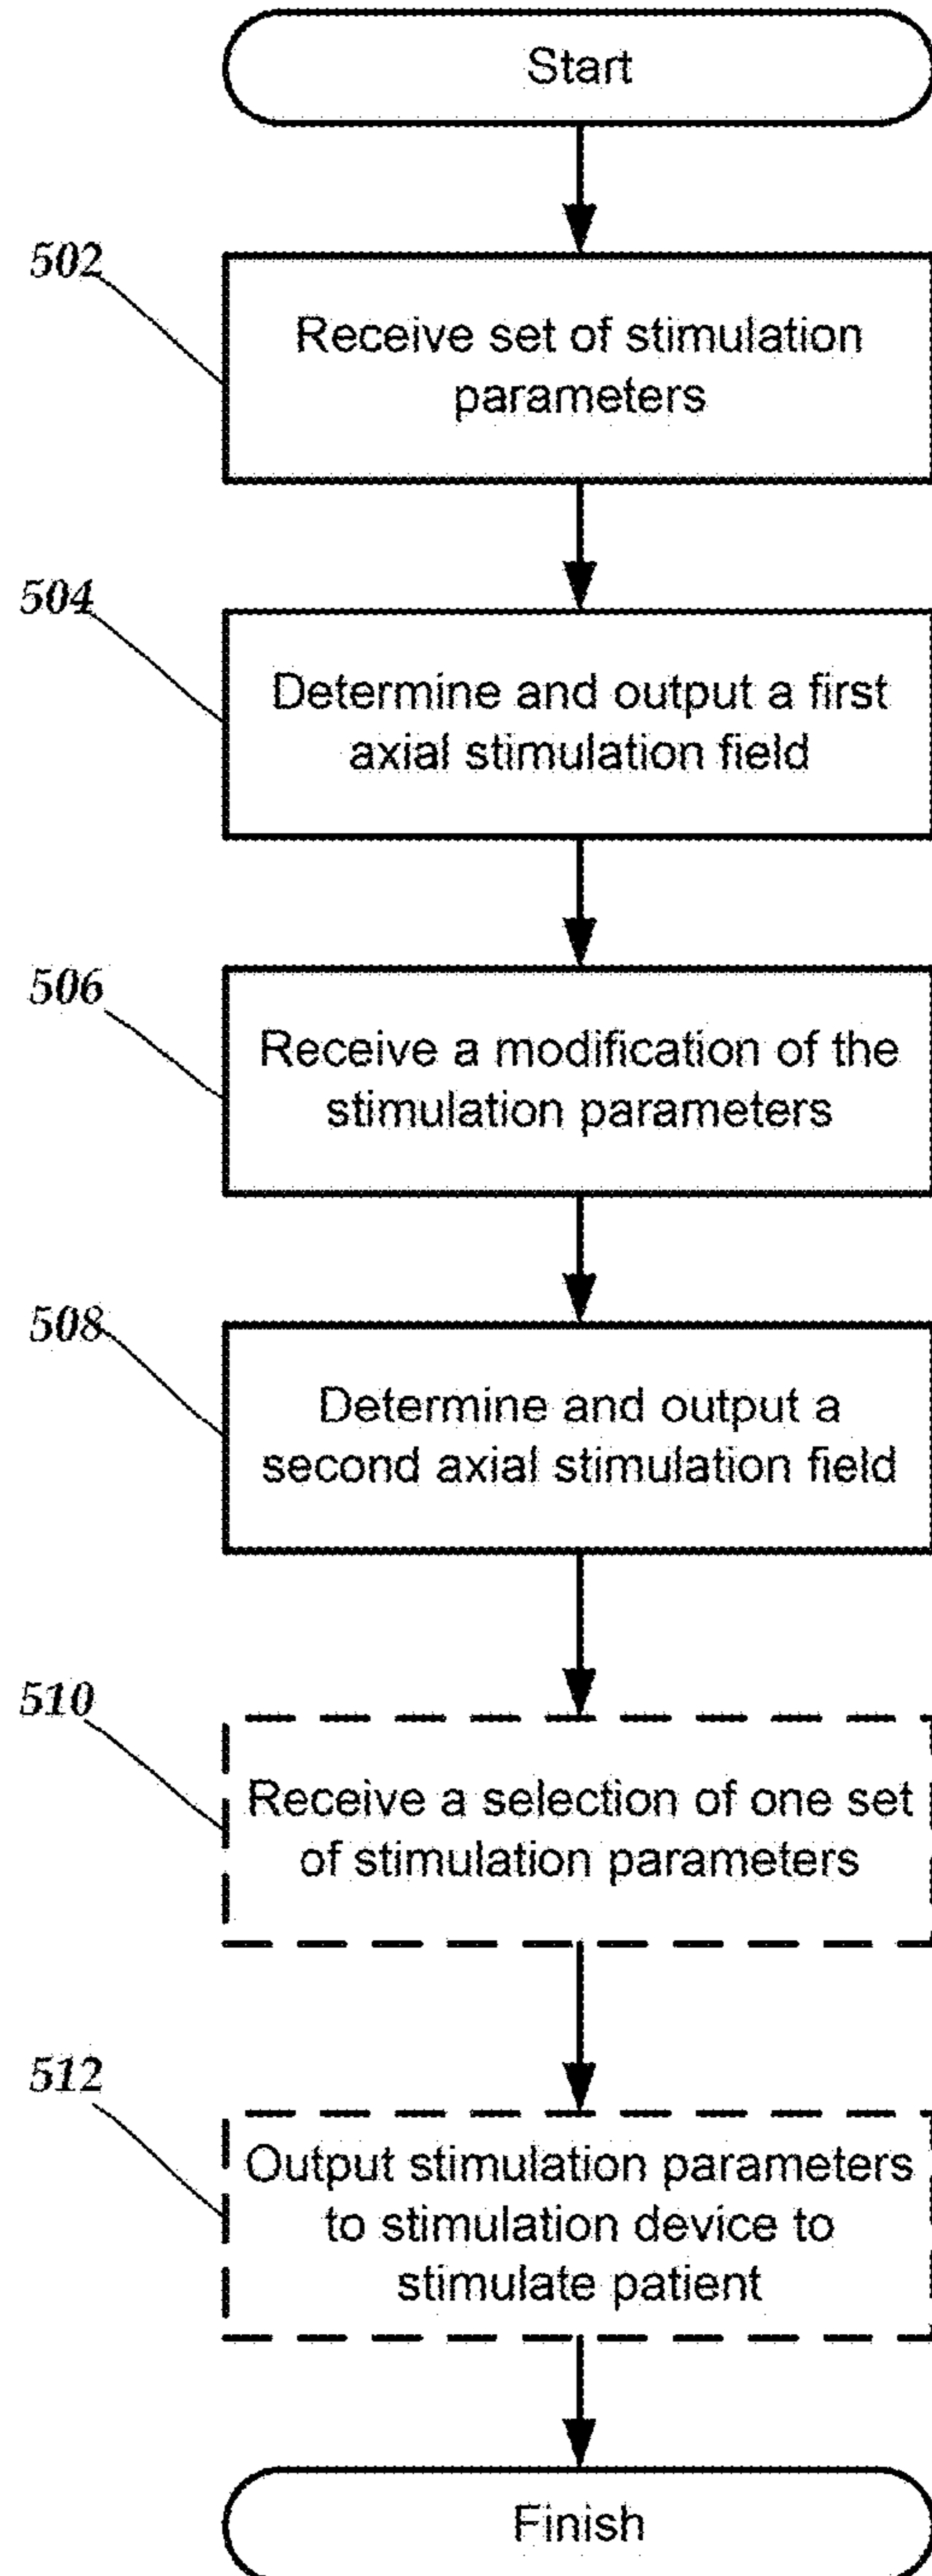 Start
502
Receive set of stimulation
parameters
504
Determine and output a first
axial stimulation field
506
Receive a modification of the
stimulation parameters
508
Determine and output a
second axial stimulation field
510
Receive a selection of one set
of stimulation parameters
512
Output stimulation parameters
to stimulation device to
stimulate patient
Finish